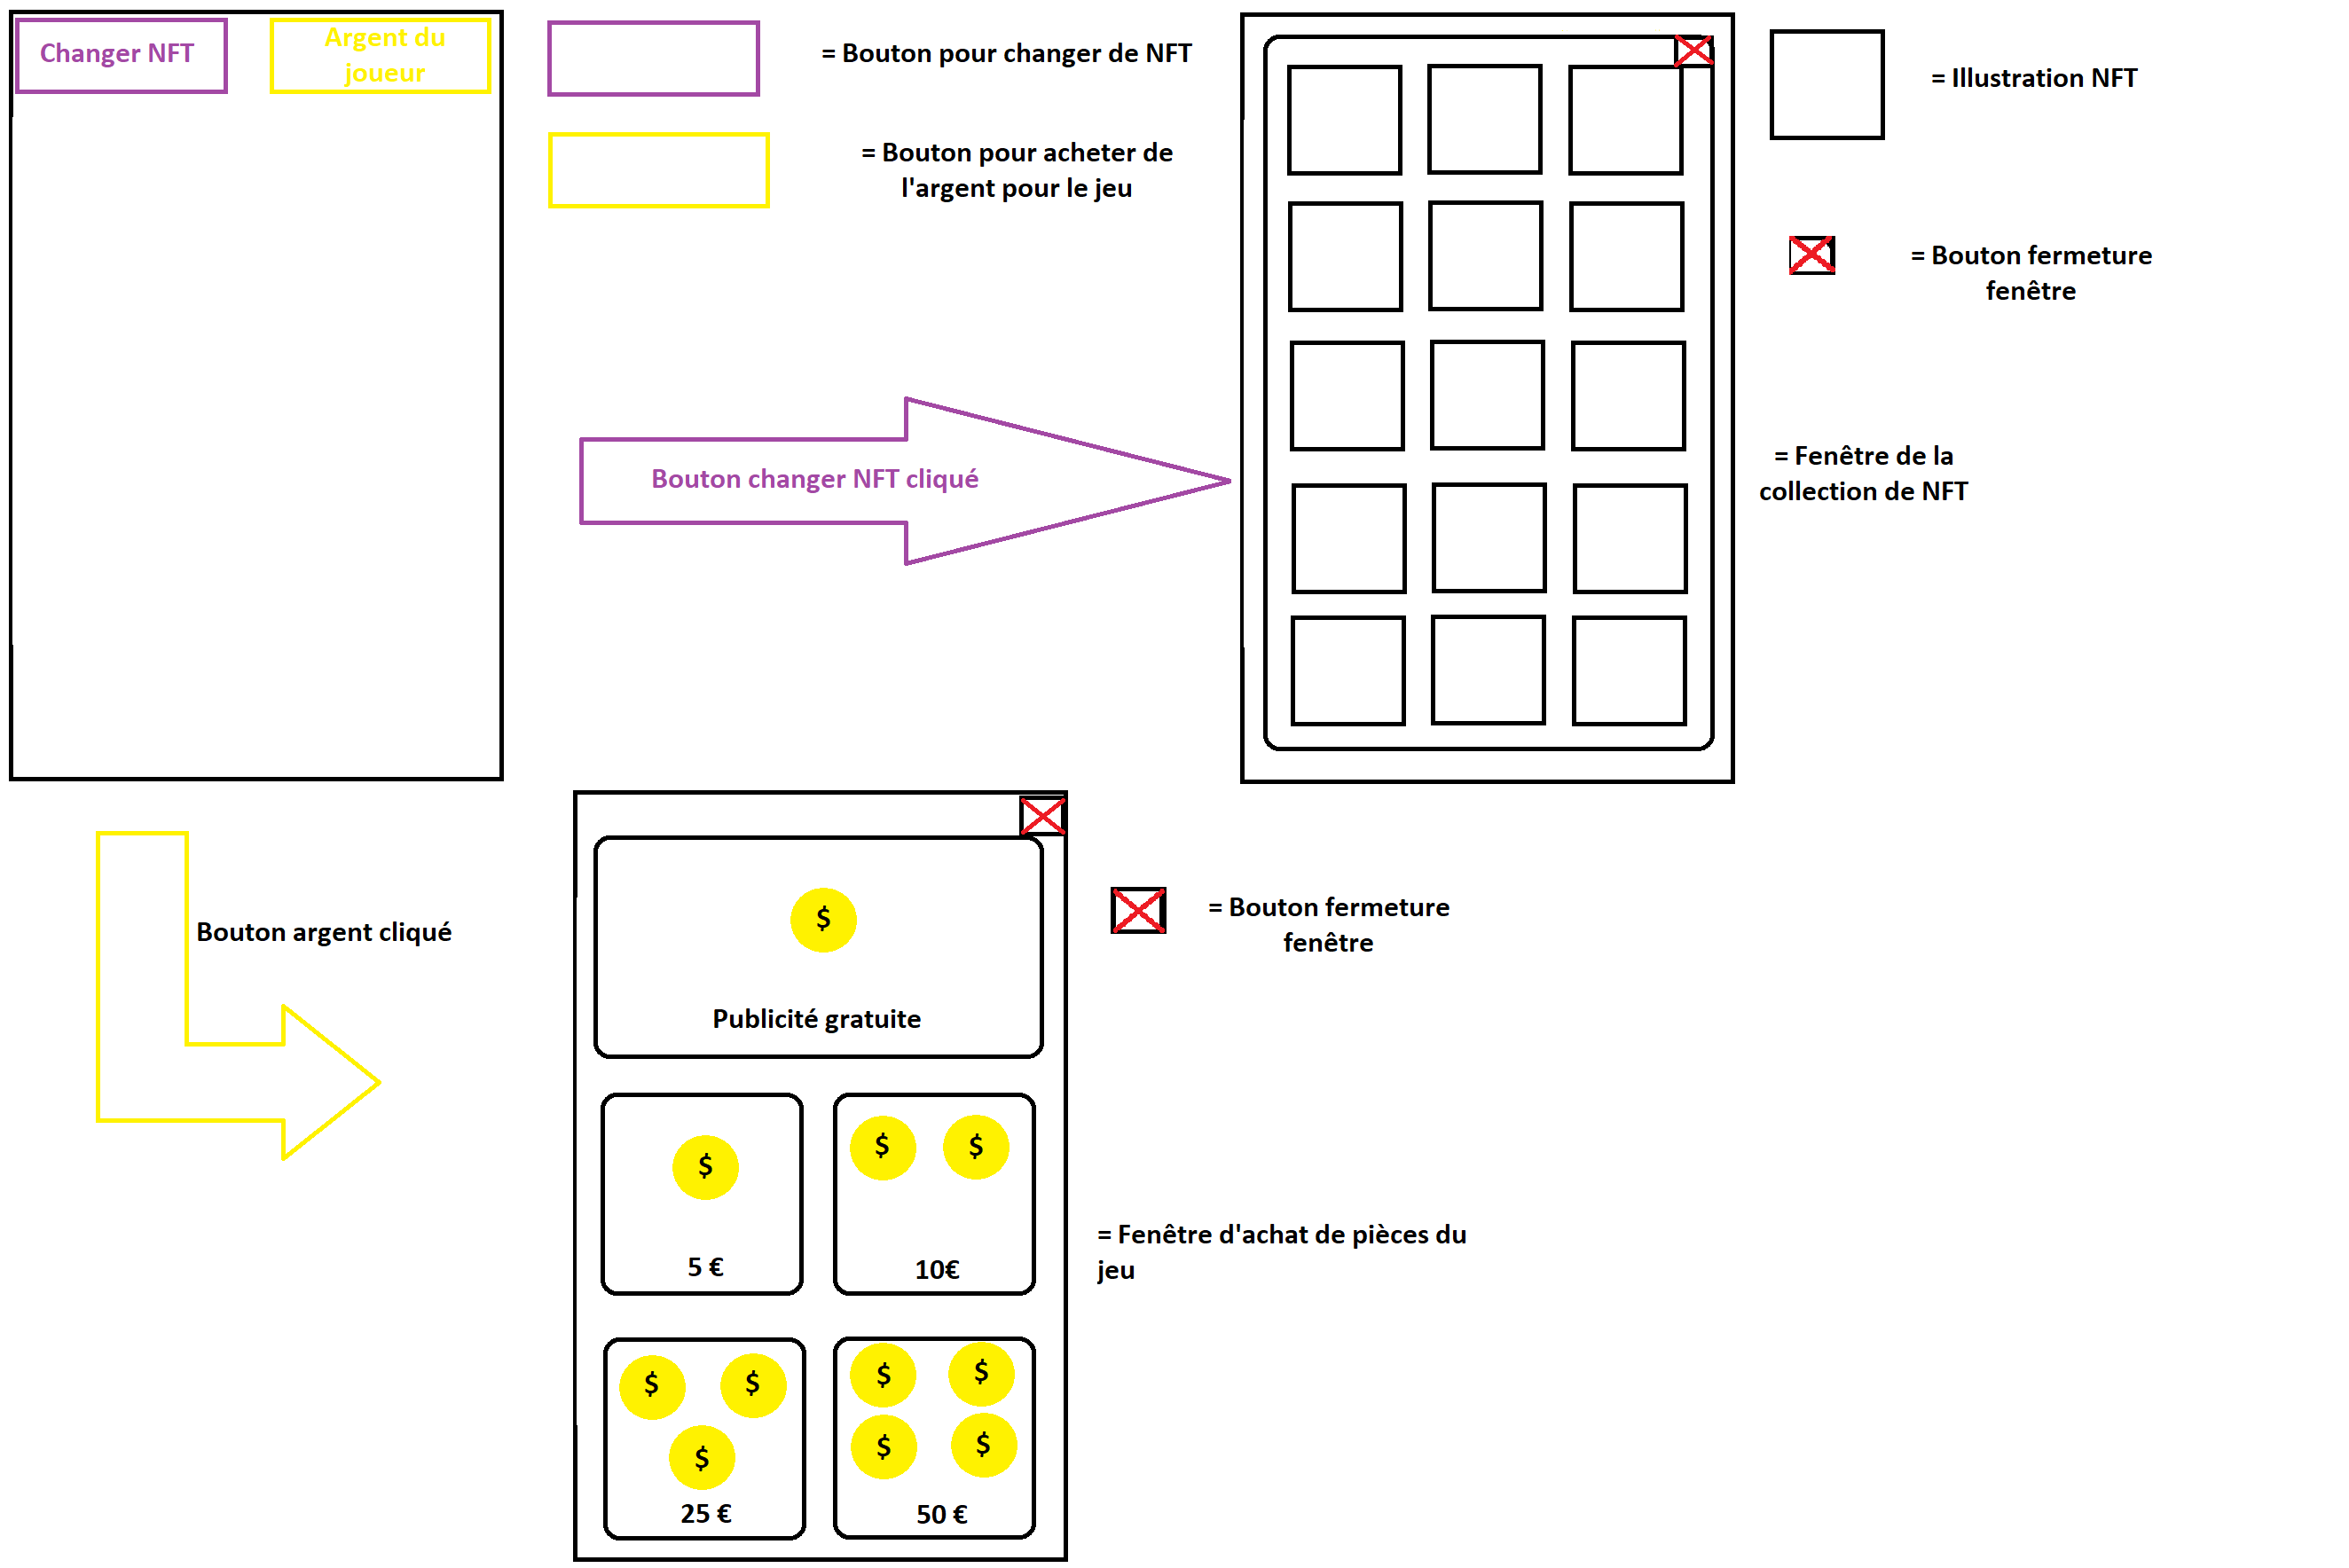 Changer NFT
Argent du
joueur
= Bouton pour changer de NFT
= Bouton pour acheter de
l'argent pour le jeu
= Illustration NFT
= Bouton fermeture
fenêtre
Bouton changer NFT cliqué
= Fenêtre de la
collection de NFT
Bouton argent cliqué
$
Publicité gratuite
= Bouton fermeture
fenêtre
$
5 €
$ $
10€
= Fenêtre d'achat de pièces du
jeu
$ $
$
25 €
$ $
$ $
50 €